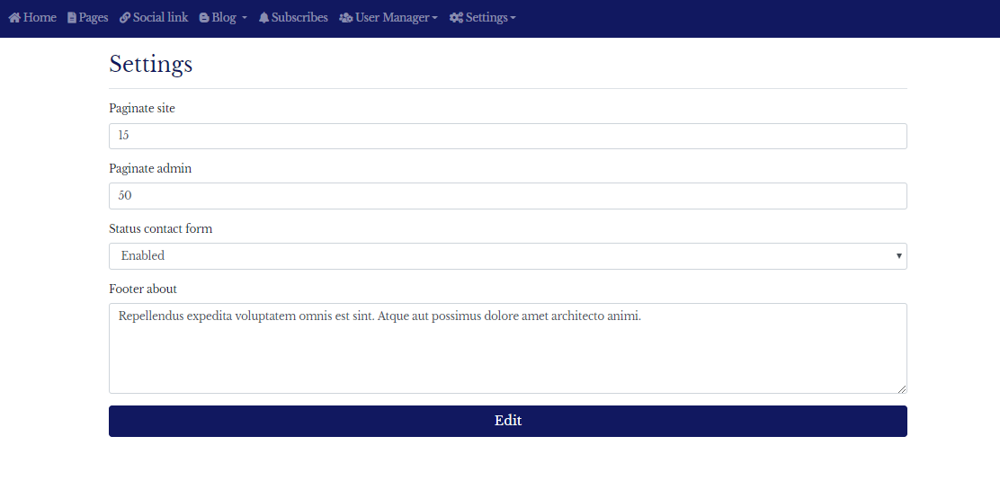 Home Pages Social link Blog Subscribes User Manager Settings
Settings
Paginate site
15
Paginate admin
50
Status contact form
Enabled
Footer about
Repellendus expedita voluptatem omnis est sint. Atque aut possimus dolore amet architecto animi.
Edit